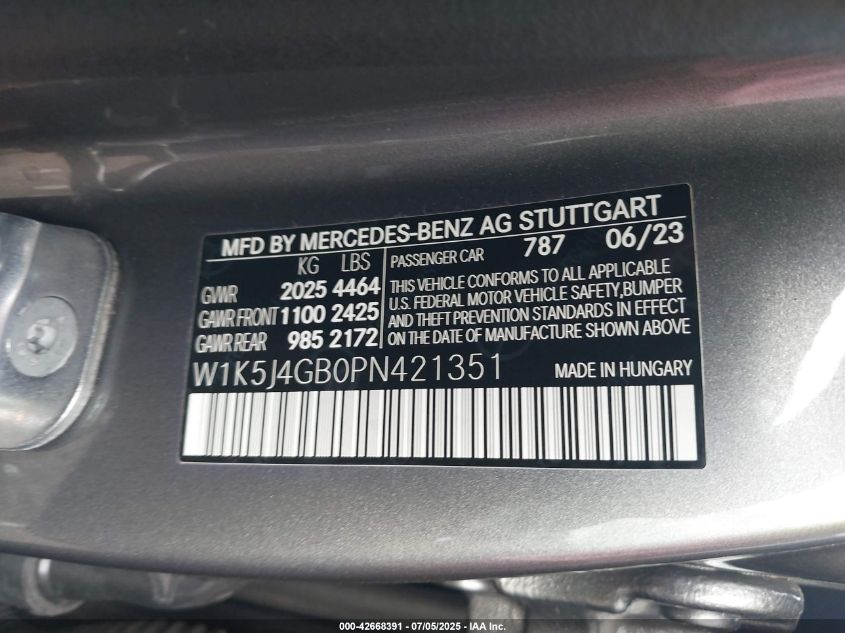 MFD BY MERCEDES-BENZ AG STUTTGART
KG LBS
GVWR 2025 4464
GAWR FRONT 1100 2425
GAWR REAR 985 2172
PASSENGER CAR 787 06/23
THIS VEHICLE CONFORMS TO ALL APPLICABLE
U.S. FEDERAL MOTOR VEHICLE SAFETY,BUMPER
AND THEFT PREVENTION STANDARDS IN EFFECT
ON THE DATE OF MANUFACTURE SHOWN ABOVE
W1K5J4GB0PN421351 MADE IN HUNGARY
000-42668391 - 07/05/2025 - IAA Inc.